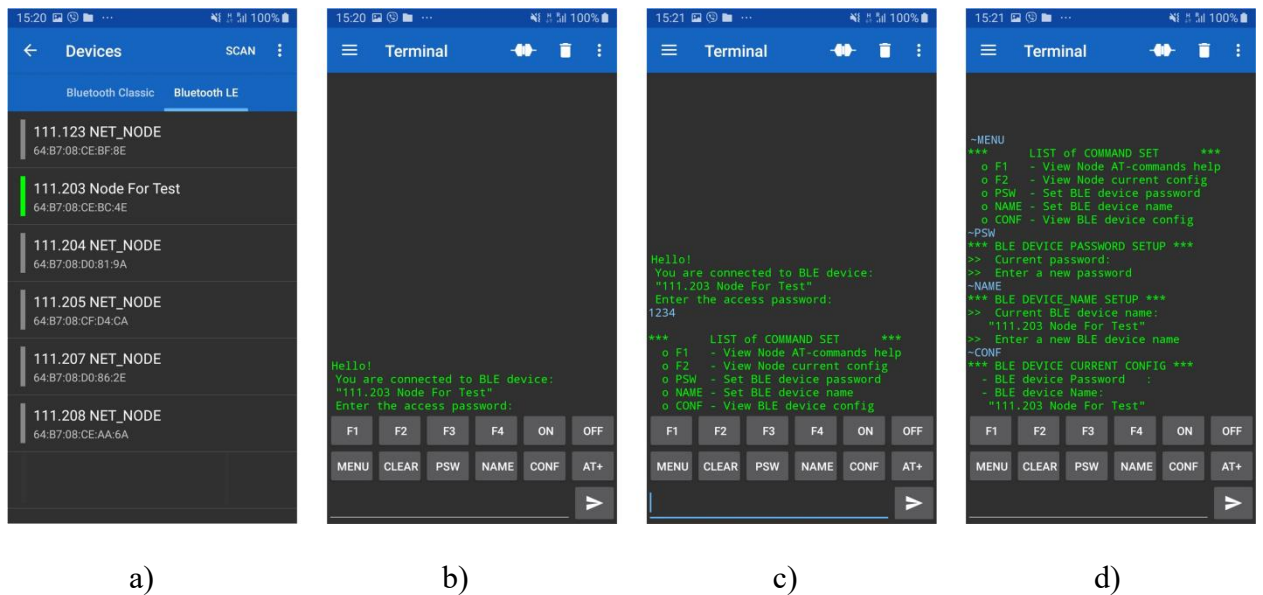 15:20 ... 100%
Devices SCAN
Bluetooth Classic Bluetooth LE
111.123 NET_NODE
64:B7:08:CE:BF:8E
111.203 Node For Test
64:B7:08:CE:BC:4E
111.204 NET_NODE
64:B7:08:D0:81:9A
111.205 NET_NODE
64:B7:08:CF:D4:CA
111.207 NET_NODE
64:B7:08:D0:86:2E
111.208 NET_NODE
64:B7:08:CE:AA:6A
a)
15:20 ... 100%
Terminal
Hello!
You are connected to BLE device:
"111.203 Node For Test"
Enter the access password:
F1 F2 F3 F4 ON OFF
MENU CLEAR PSW NAME CONF AT+
b)
15:21 ... 100%
Terminal
Hello!
You are connected to BLE device:
"111.203 Node For Test"
Enter the access password:
1234
*** LIST of COMMAND SET ***
o F1 - View Node AT-commands help
o F2 - View Node current config
o PSW - Set BLE device password
o NAME - Set BLE device name
o CONF - View BLE device config
F1 F2 F3 F4 ON OFF
MENU CLEAR PSW NAME CONF AT+
c)
15:21 ... 100%
Terminal
~MENU
*** LIST of COMMAND SET ***
o F1 - View Node AT-commands help
o F2 - View Node current config
o PSW - Set BLE device password
o NAME - Set BLE device name
o CONF - View BLE device config
~PSW
*** BLE DEVICE PASSWORD SETUP ***
>> Current password:
>> Enter a new password
~NAME
*** BLE DEVICE_NAME SETUP ***
>> Current BLE device name:
"111.203 Node For Test"
>> Enter a new BLE device name
~CONF
*** BLE DEVICE CURRENT CONFIG ***
- BLE device Password :
- BLE device Name:
"111.203 Node For Test"
F1 F2 F3 F4 ON OFF
MENU CLEAR PSW NAME CONF AT+
d)